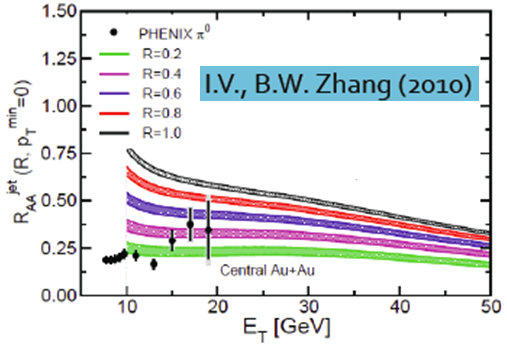 1.50
1.25
1.00
0.75
0.50
0.25
0.00
R_AA^jet (R, p_T^min=0)
PHENIX π⁰
R=0.2
R=0.4
R=0.6
R=0.8
R=1.0
I.V., B.W. Zhang (2010)
Central Au+Au
10 20 30 40 50
E_T [GeV]